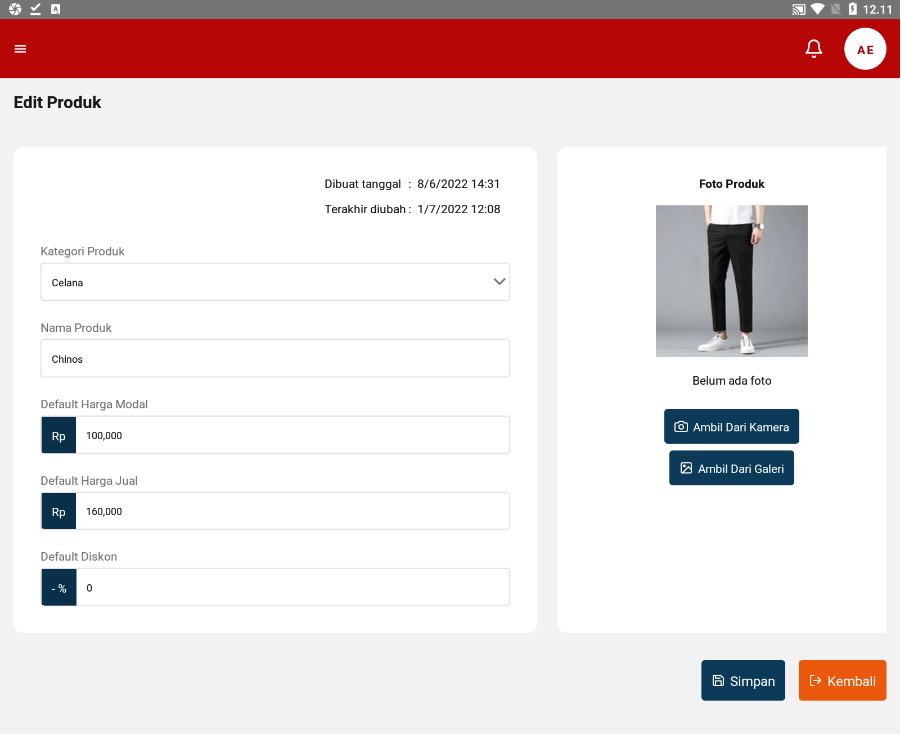 12.11
AE
Edit Produk
Dibuat tanggal : 8/6/2022 14:31
Terakhir diubah : 1/7/2022 12:08
Kategori Produk
Celana
Nama Produk
Chinos
Default Harga Modal
Rp 100,000
Default Harga Jual
Rp 160,000
Default Diskon
- % 0
Foto Produk
Belum ada foto
Ambil Dari Kamera
Ambil Dari Galeri
Simpan
Kembali